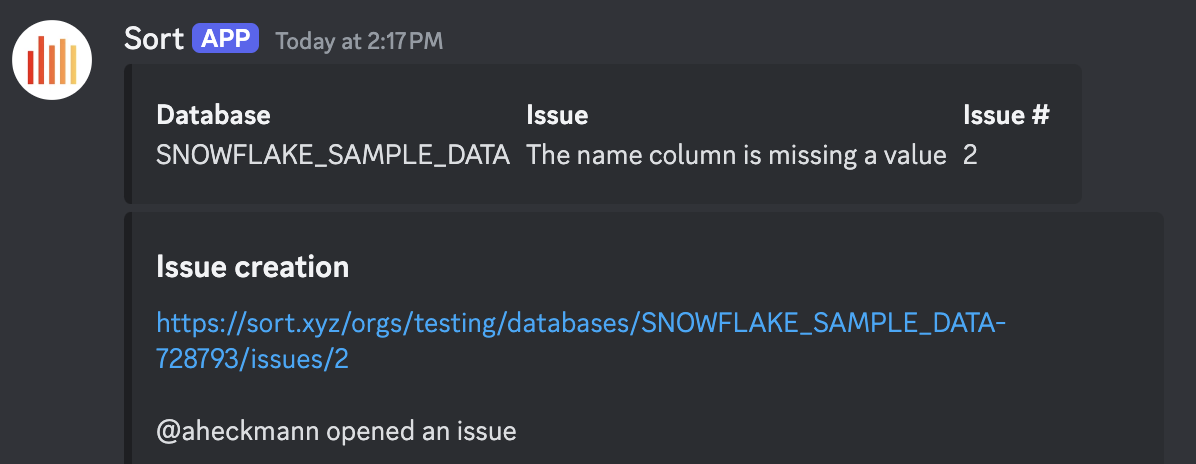 Sort APP Today at 2:17 PM
Database Issue Issue #
SNOWFLAKE_SAMPLE_DATA The name column is missing a value 2
Issue creation
https://sort.xyz/orgs/testing/databases/SNOWFLAKE_SAMPLE_DATA-
728793/issues/2
@aheckmann opened an issue